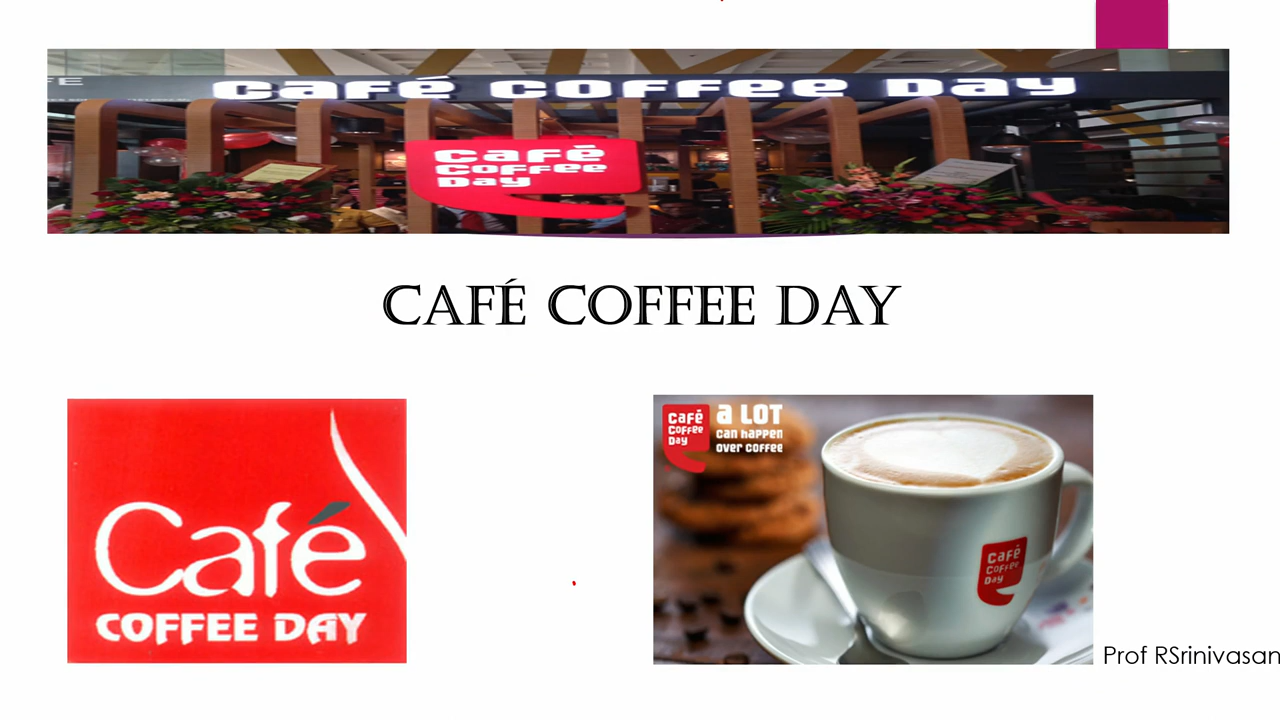 FE
café coffee Day
café
coffee
Day
CAFÉ COFFEE DAY
Café
COFFEE DAY
café
coffee
Day
a LOT
can happen
over coffee
café
coffee
Day
Prof RSrinivasan